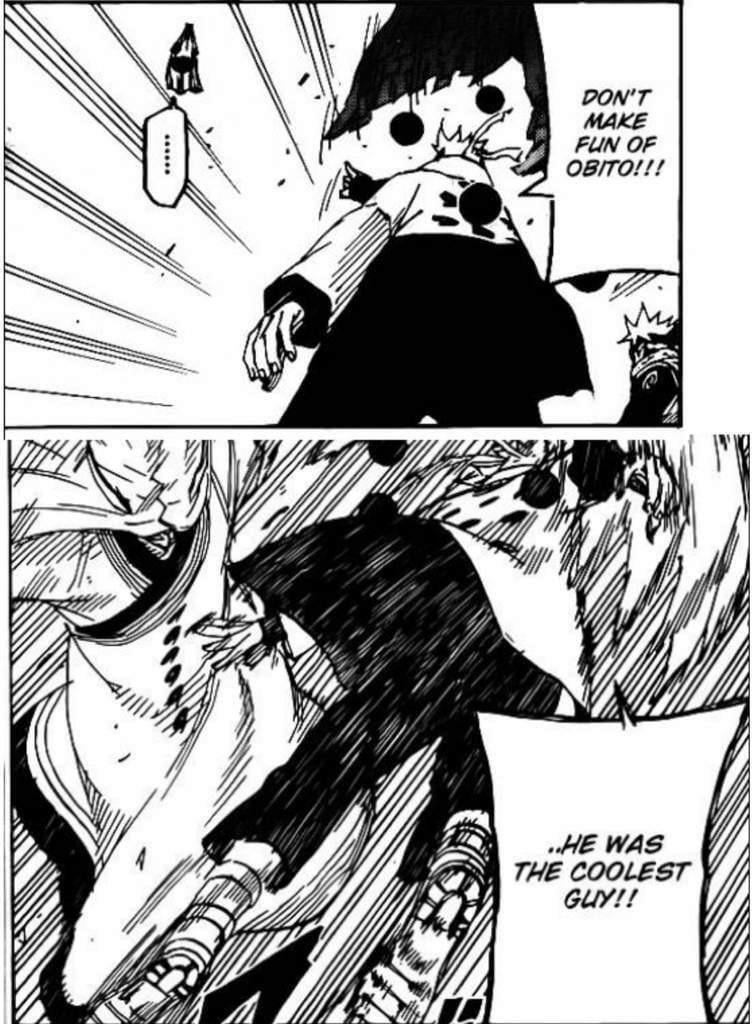 DON'T
MAKE
FUN OF
OBITO!!!
......
..HE WAS
THE COOLEST
GUY!!